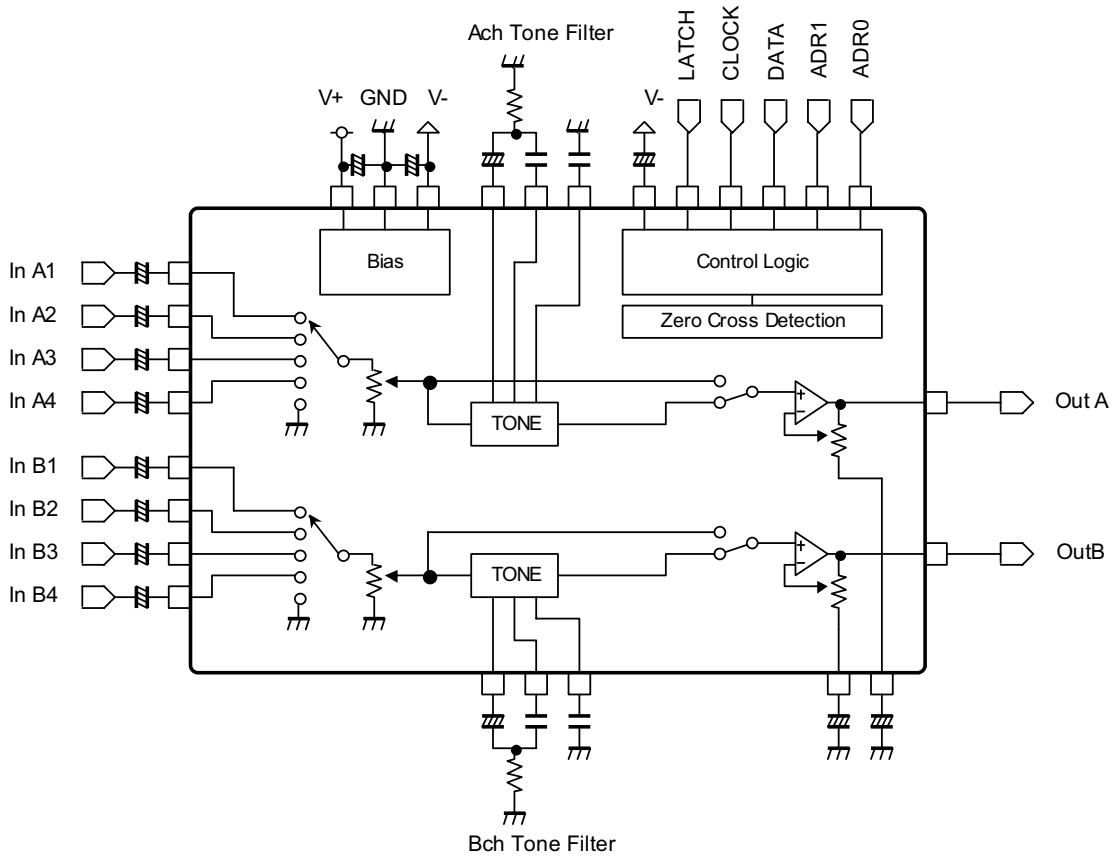 Ach Tone Filter
LATCH
CLOCK
DATA
ADR1
ADR0
V+
GND
V-
V-
Bias
Control Logic
Zero Cross Detection
In A1
In A2
In A3
In A4
TONE
+
−
Out A
In B1
In B2
In B3
In B4
TONE
+
−
OutB
Bch Tone Filter